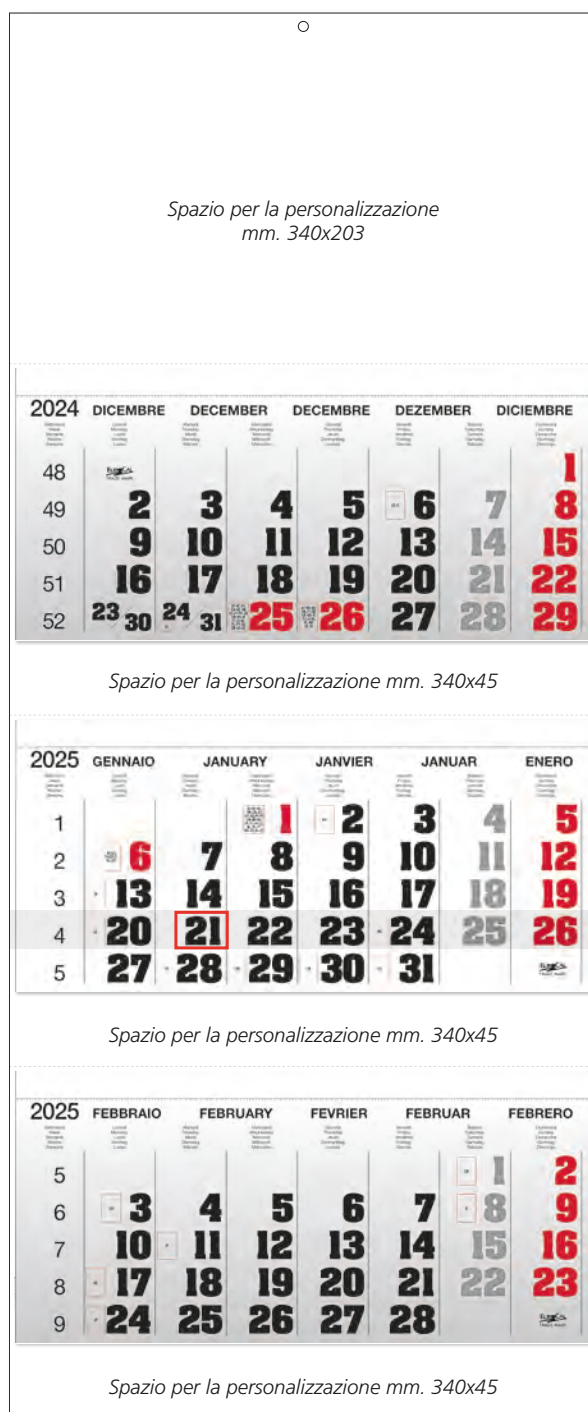 Spazio per la personalizzazione
mm. 340x203
2024 DICEMBRE DECEMBER DECEMBRE DEZEMBER DICIEMBRE
48 1
49 2 3 4 5 6 7 8
50 9 10 11 12 13 14 15
51 16 17 18 19 20 21 22
52 23 30 24 31 25 26 27 28 29
Spazio per la personalizzazione mm. 340x45
2025 GENNAIO JANUARY JANVIER JANUAR ENERO
1 1 2 3 4 5
2 6 7 8 9 10 11 12
3 13 14 15 16 17 18 19
4 20 21 22 23 24 25 26
5 27 28 29 30 31
Spazio per la personalizzazione mm. 340x45
2025 FEBBRAIO FEBRUARY FEVRIER FEBRUAR FEBRERO
5 1 2
6 3 4 5 6 7 8 9
7 10 11 12 13 14 15 16
8 17 18 19 20 21 22 23
9 24 25 26 27 28
Spazio per la personalizzazione mm. 340x45